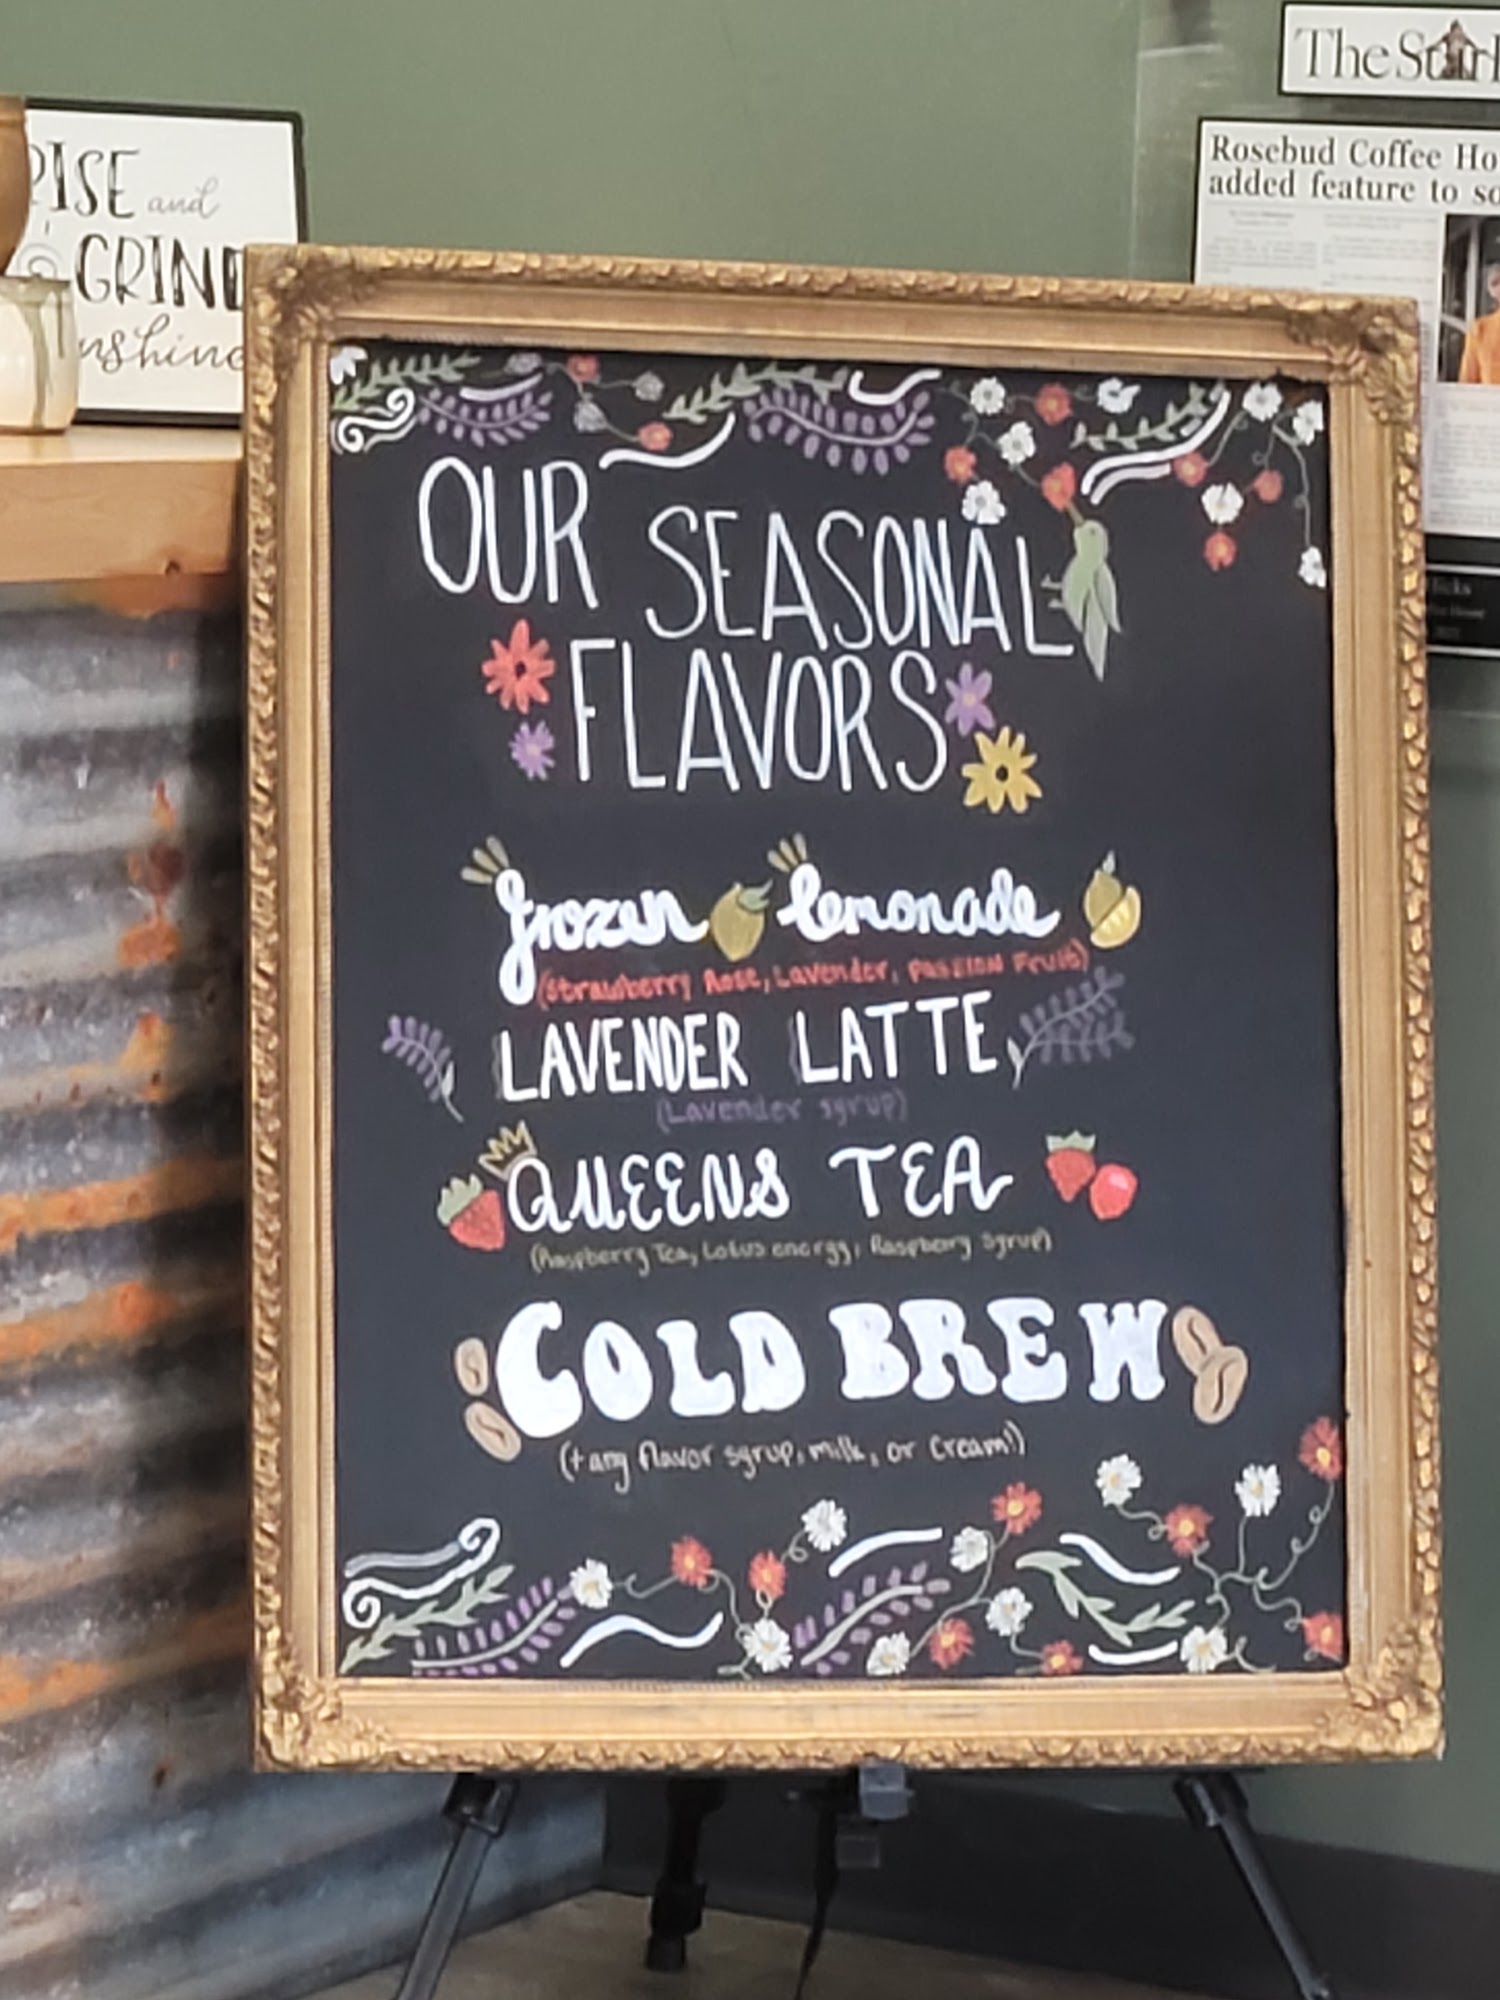 RISE and
GRIND
nshine
The Star
Rosebud Coffee Ho
added feature to so
OUR SEASONAL
FLAVORS
frozen lemonade
(Strawberry Rose, Lavender, Passion Fruit)
LAVENDER LATTE
(Lavender syrup)
QUEENS TEA
(Raspberry Tea, Lotus energy, Raspberry syrup)
COLD BREW
(+ any flavor syrup, milk, or cream!)